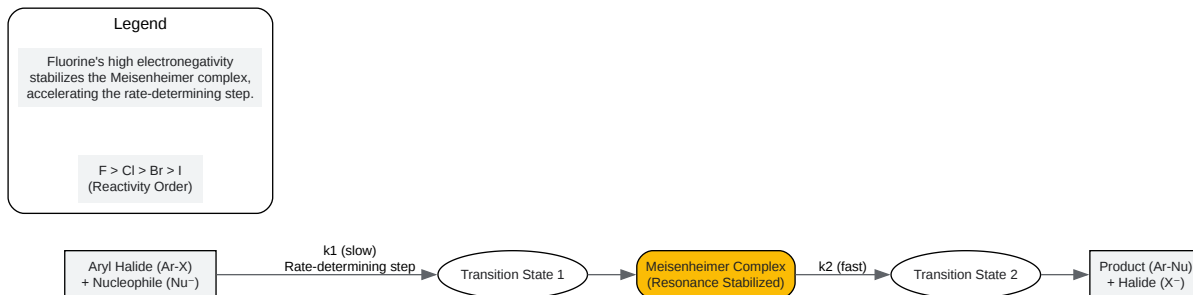 Legend
Fluorine's high electronegativity
stabilizes the Meisenheimer complex,
accelerating the rate-determining step.
F > Cl > Br > I
(Reactivity Order)
Aryl Halide (Ar-X)
+ Nucleophile (Nu⁻)
k1 (slow)
Rate-determining step
Transition State 1
Meisenheimer Complex
(Resonance Stabilized)
k2 (fast)
Transition State 2
Product (Ar-Nu)
+ Halide (X⁻)